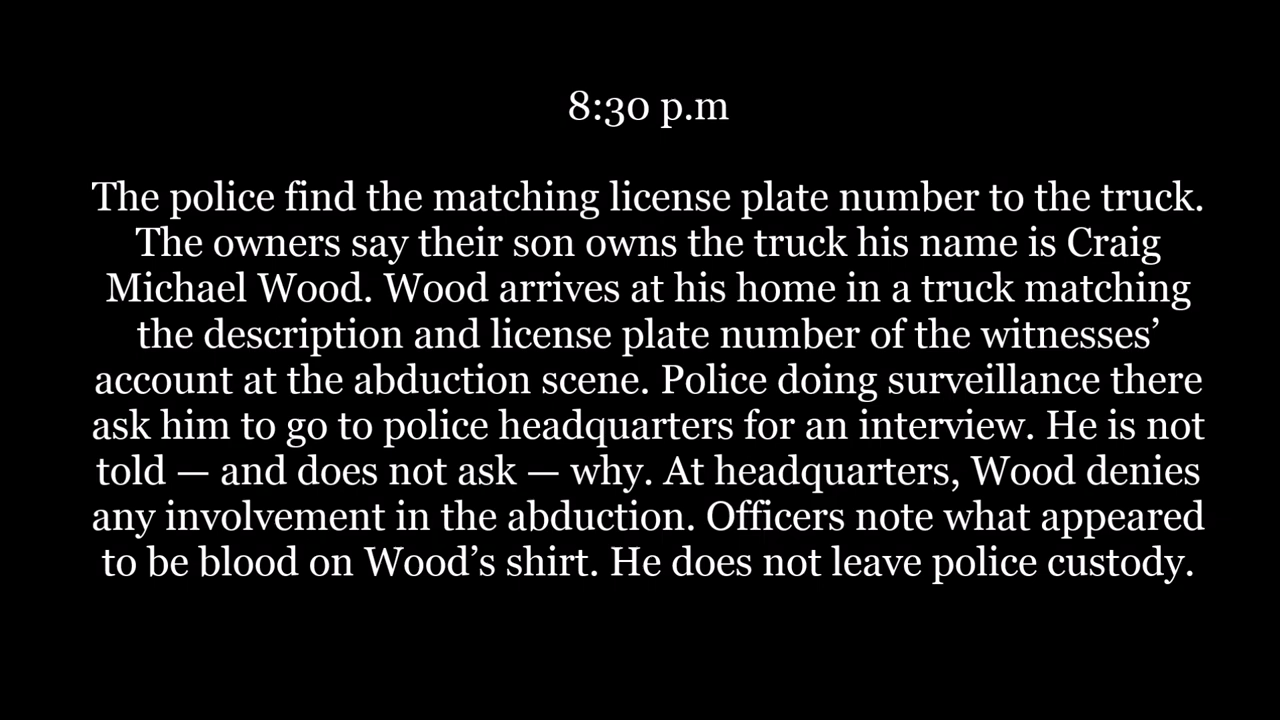 8:30 p.m
The police find the matching license plate number to the truck.
The owners say their son owns the truck his name is Craig
Michael Wood. Wood arrives at his home in a truck matching
the description and license plate number of the witnesses’
account at the abduction scene. Police doing surveillance there
ask him to go to police headquarters for an interview. He is not
told — and does not ask — why. At headquarters, Wood denies
any involvement in the abduction. Officers note what appeared
to be blood on Wood’s shirt. He does not leave police custody.